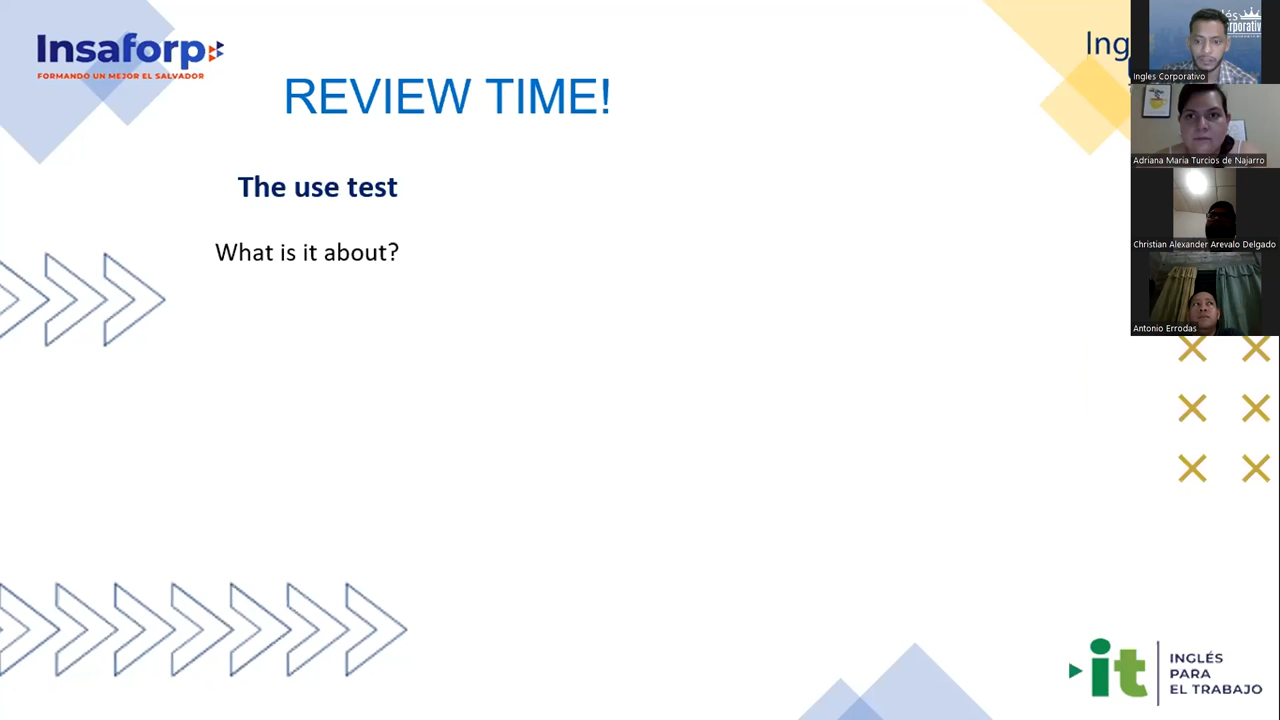 Insaforp
FORMANDO UN MEJOR EL SALVADOR
REVIEW TIME!
The use test
What is it about?
Ing
Ingles Corporativo
Adriana Maria Turcios de Najarro
Christian Alexander Arevalo Delgado
Antonio Errodas
it
INGLÉS
PARA
EL TRABAJO